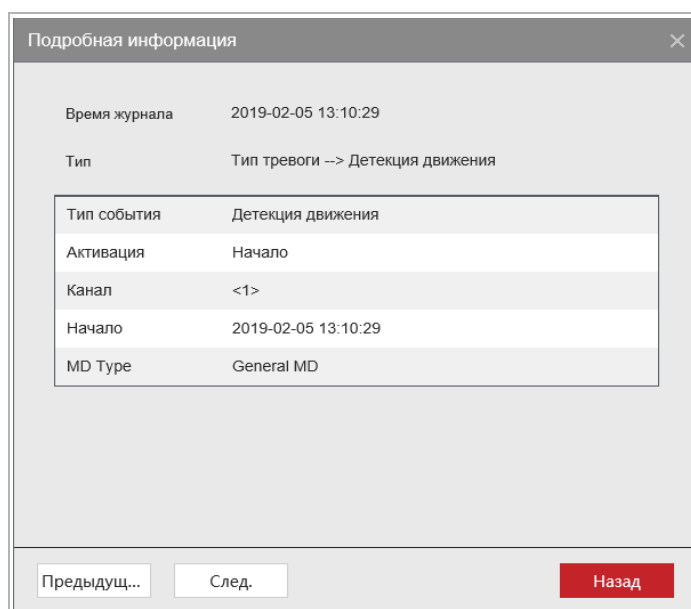 Подробная информация
Время журнала 2019-02-05 13:10:29
Тип Тип тревоги --> Детекция движения
Тип события Детекция движения
Активация Начало
Канал <1>
Начало 2019-02-05 13:10:29
MD Type General MD
Предыдущ... След. Назад